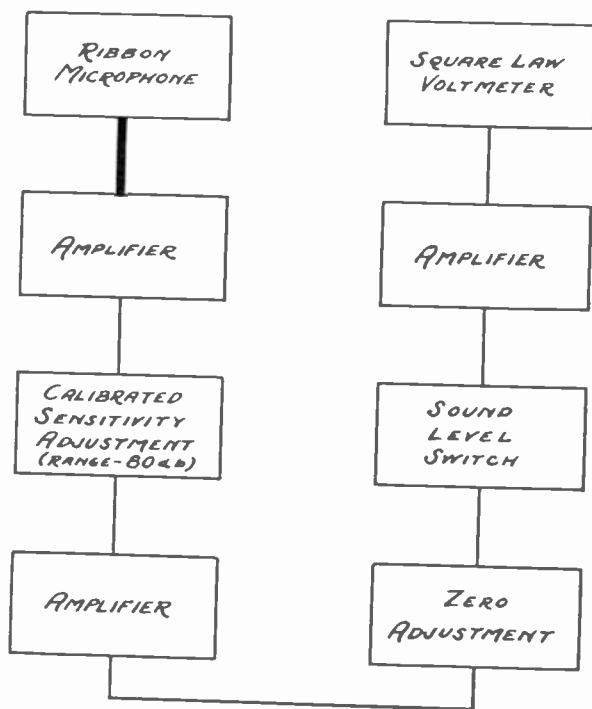 RIBBON
MICROPHONE
AMPLIFIER
CALIBRATED
SENSITIVITY
ADJUSTMENT
(RANGE-80db)
AMPLIFIER
SQUARE LAW
VOLTMETER
AMPLIFIER
SOUND
LEVEL
SWITCH
ZERO
ADJUSTMENT